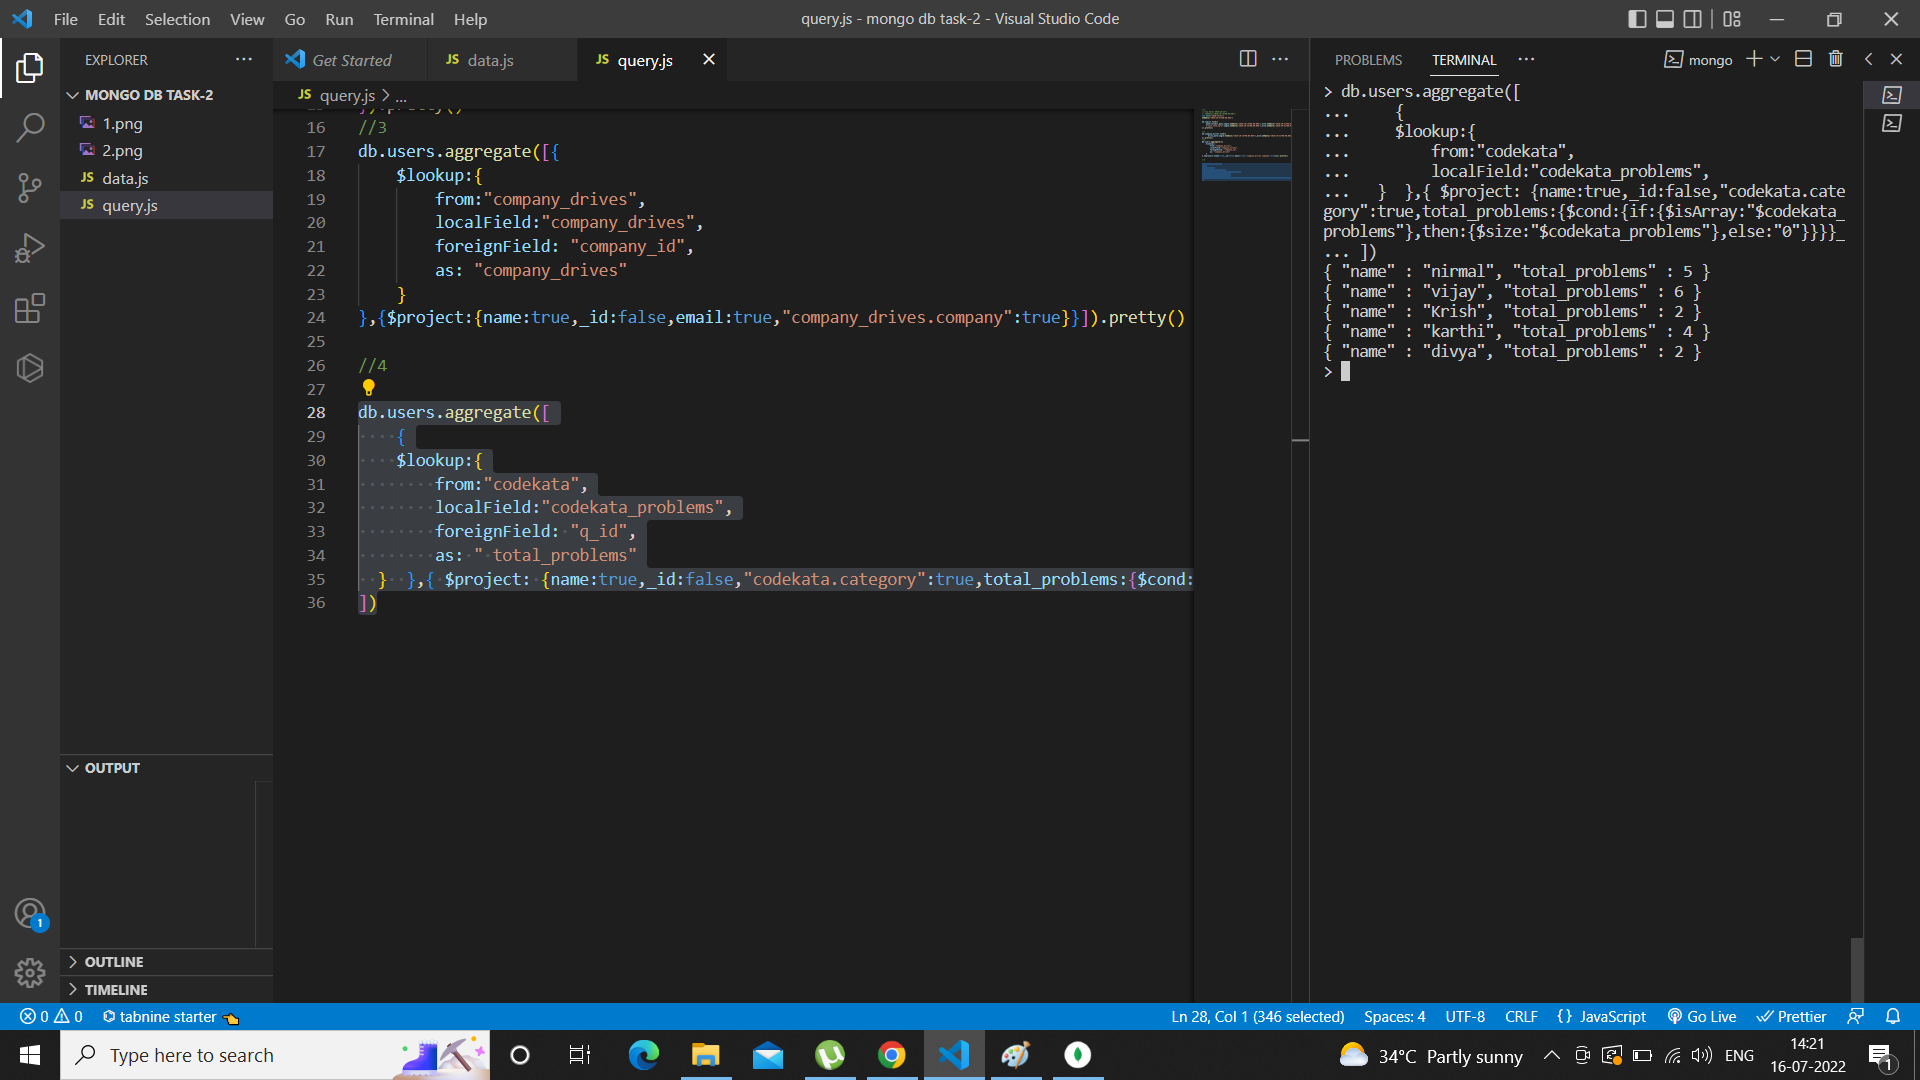 File Edit Selection View Go Run Terminal Help
query.js - mongo db task-2 - Visual Studio Code
EXPLORER
MONGO DB TASK-2
1.png
2.png
JS data.js
JS query.js
OUTPUT
OUTLINE
TIMELINE
1
Get Started
JS data.js
JS query.js
JS query.js > ...
16 //3
17 db.users.aggregate([{
18 $lookup:{
19 from:"company_drives",
20 localField:"company_drives",
21 foreignField: "company_id",
22 as: "company_drives"
23 }
24 },{$project:{name:true,_id:false,email:true,"company_drives.company":true}}]).pretty()
25
26 //4
27
28 db.users.aggregate([
29 {
30 $lookup:{
31 from:"codekata",
32 localField:"codekata_problems",
33 foreignField: "q_id",
34 as: " total_problems"
35 } },{ $project: {name:true,_id:false,"codekata.category":true,total_problems:{$cond:
36 ])
PROBLEMS TERMINAL ... mongo
> db.users.aggregate([
... {
... $lookup:{
... from:"codekata",
... localField:"codekata_problems",
... } },{ $project: {name:true,_id:false,"codekata.cate
gory":true,total_problems:{$cond:{if:{$isArray:"$codekata_
problems"},then:{$size:"$codekata_problems"},else:"0"}}}}_
... ])
{ "name" : "nirmal", "total_problems" : 5 }
{ "name" : "vijay", "total_problems" : 6 }
{ "name" : "Krish", "total_problems" : 2 }
{ "name" : "karthi", "total_problems" : 4 }
{ "name" : "divya", "total_problems" : 2 }
>
0 0 tabnine starter
Ln 28, Col 1 (346 selected) Spaces: 4 UTF-8 CRLF {} JavaScript Go Live Prettier
Type here to search
34°C Partly sunny
ENG
14:21
16-07-2022
1